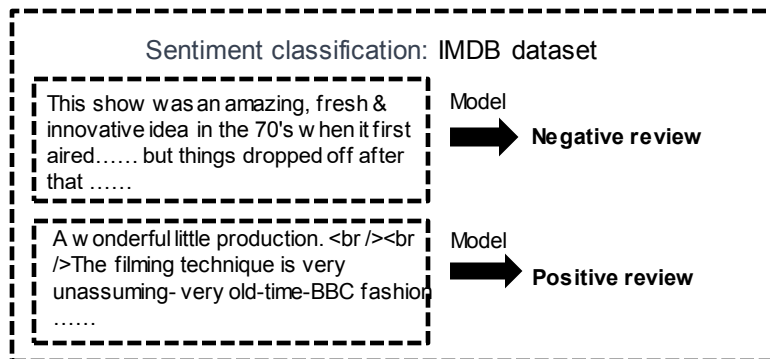 Sentiment classification: IMDB dataset
This show was an amazing, fresh &
innovative idea in the 70's when it first
aired...... but things dropped off after
that ......
Model
Negative review
A wonderful little production. <br /><br
/>The filming technique is very
unassuming- very old-time-BBC fashion
......
Model
Positive review